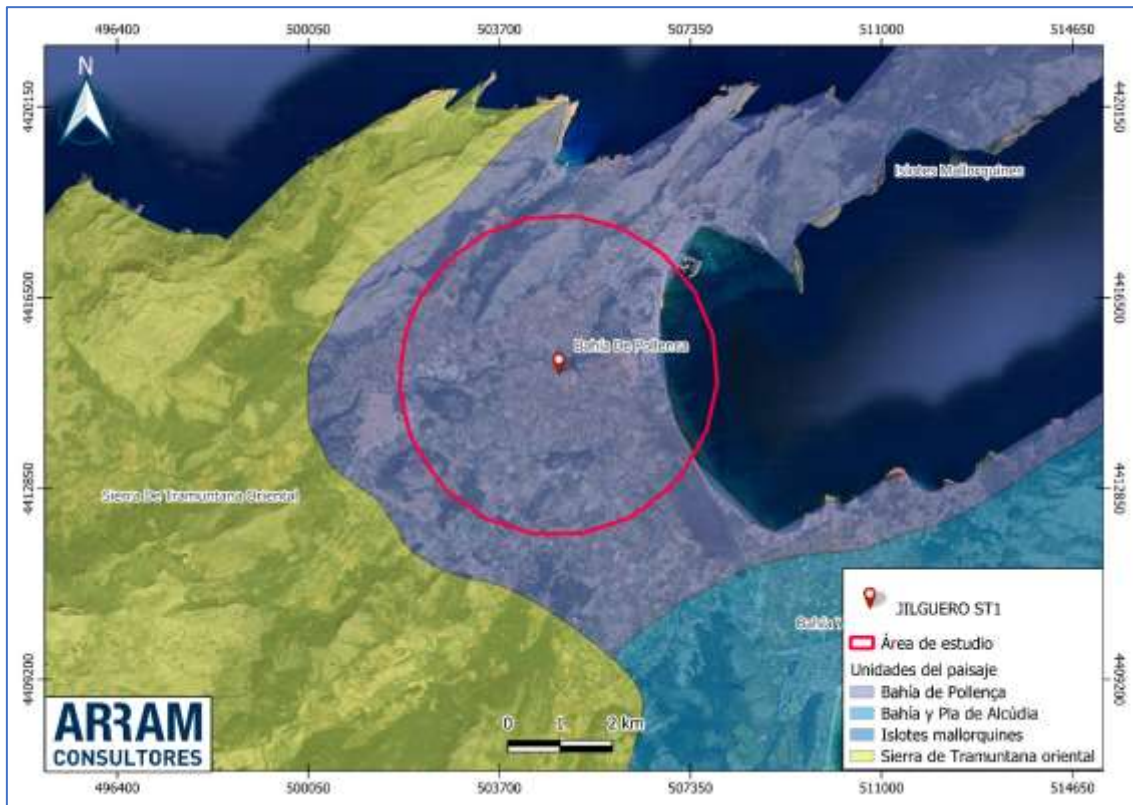 496400 500050 503700 507350 511000 514650
N
4420150 4420150
Islotes Mallorquines
4416500 4416500
Bahía De Pollença
4412850 4412850
Sierra De Tramuntana Oriental
JILGUERO ST1
Área de estudio
Unidades del paisaje
Bahía de Pollença
Bahía y Pla de Alcúdia
Islotes mallorquines
Sierra de Tramuntana oriental
Bahía
4409200 4409200
0 1 2 km
ARRAM
CONSULTORES
496400 500050 503700 507350 511000 514650